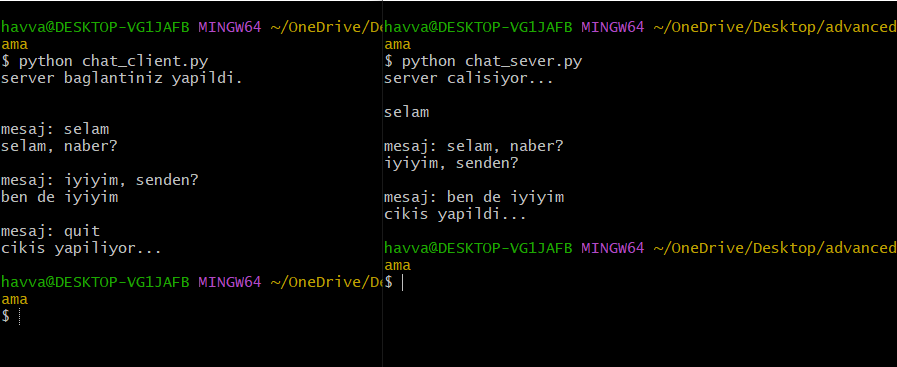 havva@DESKTOP-VG1JAFB MINGW64 ~/OneDrive/De
ama
$ python chat_client.py
server baglantiniz yapildi.
mesaj: selam
selam, naber?
mesaj: iyiyim, senden?
ben de iyiyim
mesaj: quit
cikis yapiliyor...
havva@DESKTOP-VG1JAFB MINGW64 ~/OneDrive/De
ama
$
havva@DESKTOP-VG1JAFB MINGW64 ~/OneDrive/Desktop/advanced
ama
$ python chat_sever.py
server calisiyor...
selam
mesaj: selam, naber?
iyiyim, senden?
mesaj: ben de iyiyim
cikis yapildi...
havva@DESKTOP-VG1JAFB MINGW64 ~/OneDrive/Desktop/advanced
ama
$